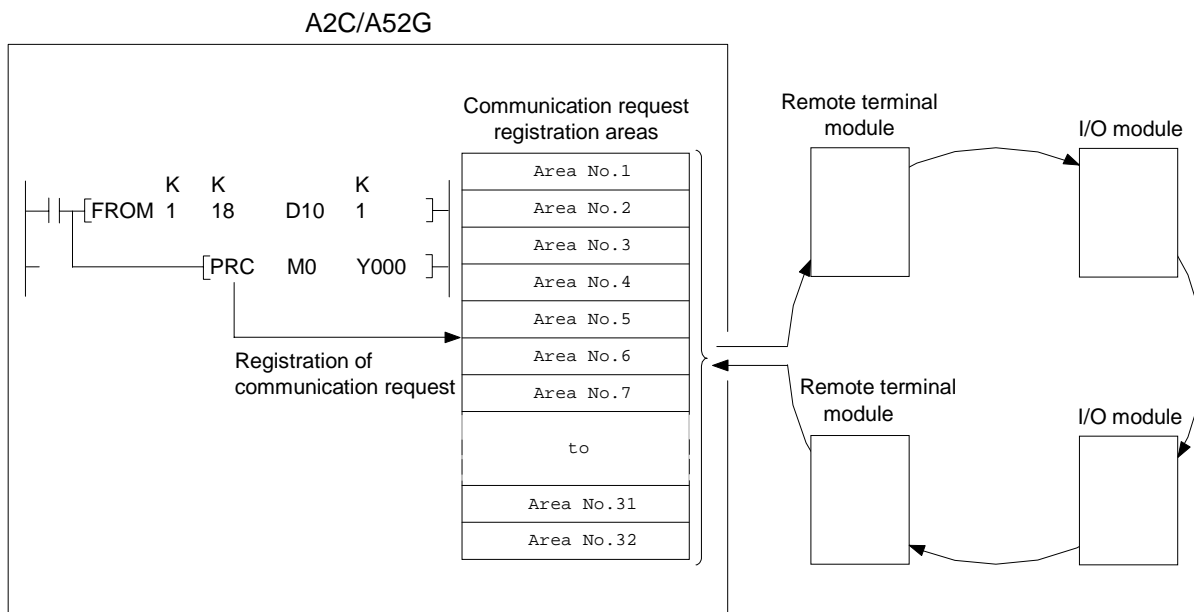 A2C/A52G
Communication request
registration areas
Area No.1
Area No.2
Area No.3
Area No.4
Area No.5
Area No.6
Area No.7
to
Area No.31
Area No.32
K K K
FROM 1 18 D10 1
PRC M0 Y000
Registration of
communication request
Remote terminal
module
I/O module
Remote terminal
module
I/O module